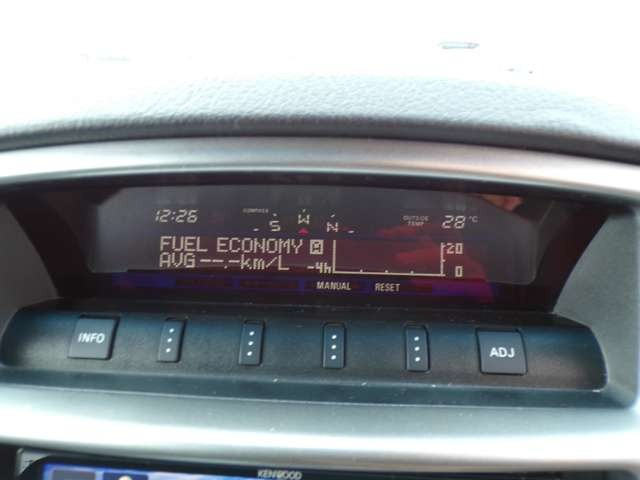 12:26 COMPASS W OUTSIDE TEMP 28 °C
S N
FUEL ECONOMY M 20
AVG --.-km/L -4h 0
MANUAL RESET
INFO ADJ
KENWOOD